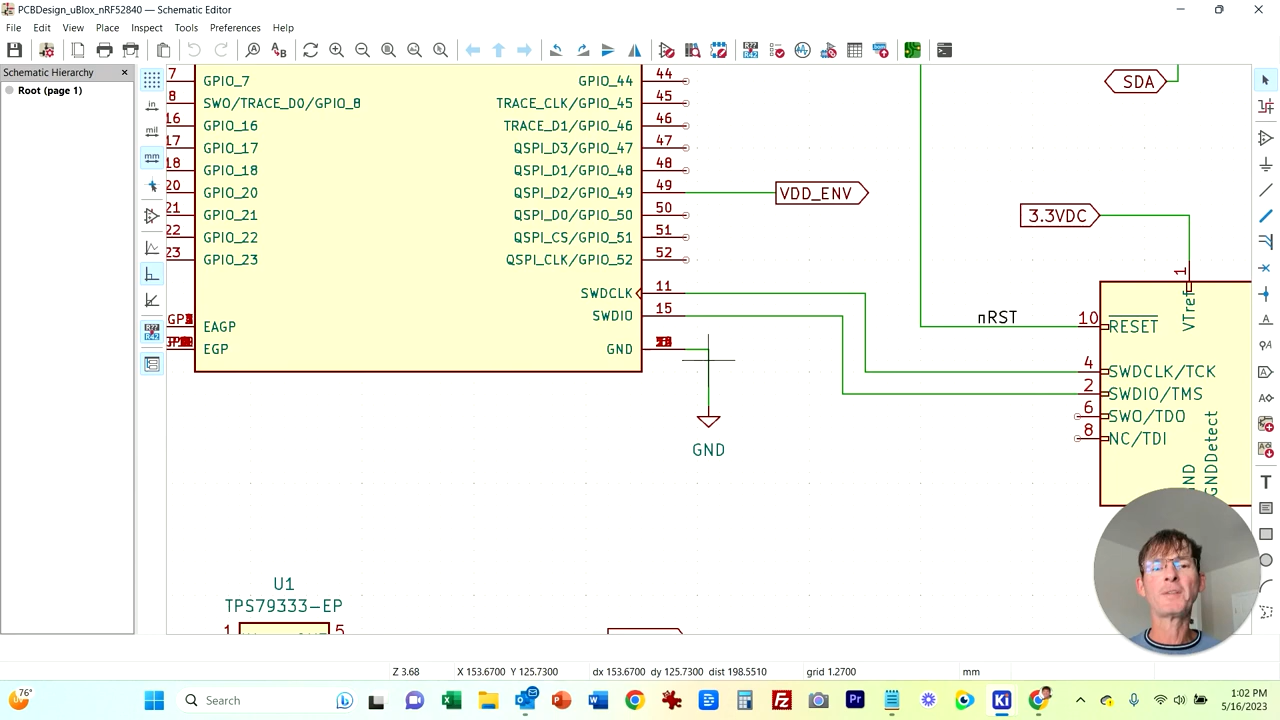 PCBDesign_uBlox_nRF52840 — Schematic Editor
File Edit View Place Inspect Tools Preferences Help
Schematic Hierarchy
Root (page 1)
in
mil
mm
7 GPIO_7
8 SWO/TRACE_D0/GPIO_8
16 GPIO_16
17 GPIO_17
18 GPIO_18
20 GPIO_20
21 GPIO_21
22 GPIO_22
23 GPIO_23
EAGP
EGP
GPIO_44 44
TRACE_CLK/GPIO_45 45
TRACE_D1/GPIO_46 46
QSPI_D3/GPIO_47 47
QSPI_D1/GPIO_48 48
QSPI_D2/GPIO_49 49
QSPI_D0/GPIO_50 50
QSPI_CS/GPIO_51 51
QSPI_CLK/GPIO_52 52
SWDCLK 11
SWDIO 15
GND
VDD_ENV
GND
SDA
3.3VDC
1
VTref
nRST
10 RESET
4 SWDCLK/TCK
2 SWDIO/TMS
6 SWO/TDO
8 NC/TDI
GND
GNDDetect
U1
TPS79333-EP
1 5
Z 3.68 X 153.6700 Y 125.7300 dx 153.6700 dy 125.7300 dist 198.5510 grid 1.2700 mm
76°
Search
1:02 PM
5/16/2023